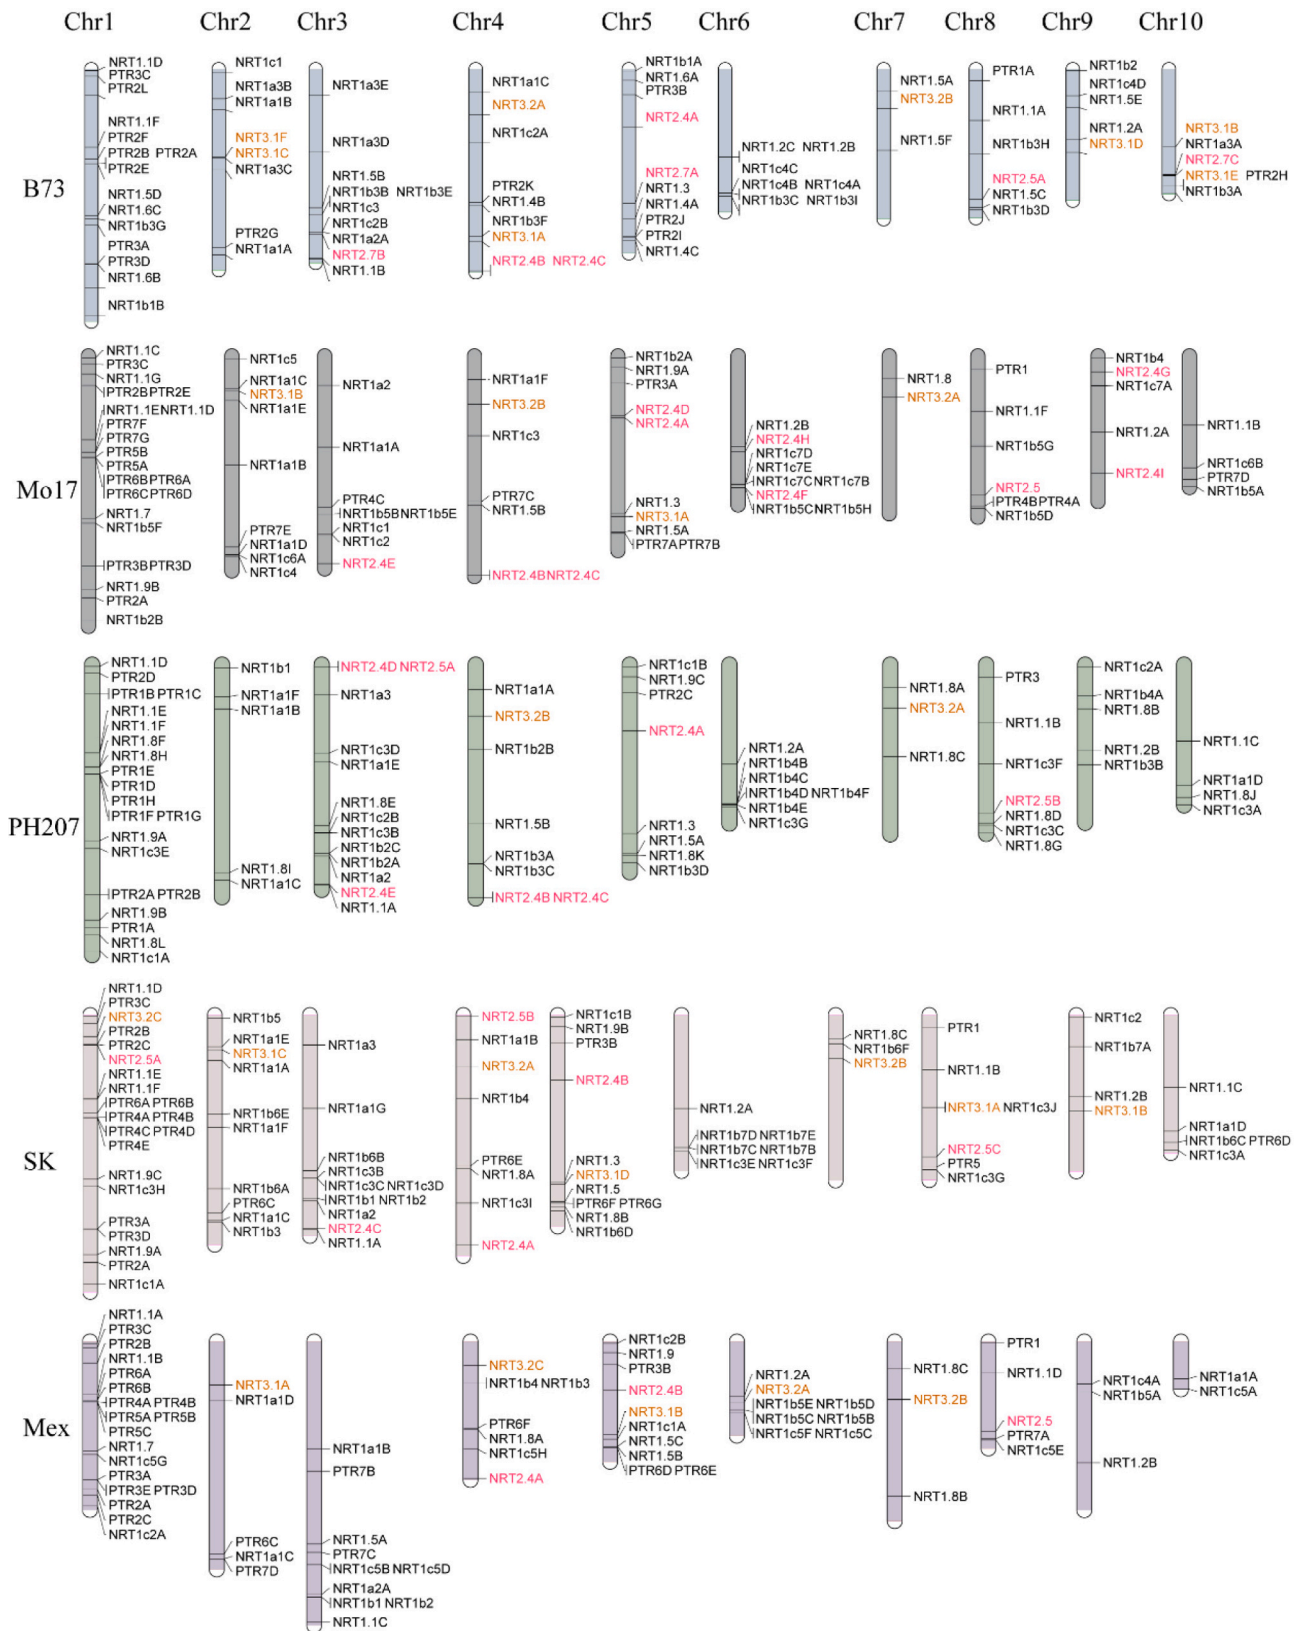 Chr1 Chr2 Chr3 Chr4 Chr5 Chr6 Chr7 Chr8 Chr9 Chr10
B73
NRT1.1D
PTR3C
PTR2L
NRT1.1F
PTR2F
PTR2B PTR2A
PTR2E
NRT1.5D
NRT1.6C
NRT1b3G
PTR3A
PTR3D
NRT1.6B
NRT1b1B
NRT1c1
NRT1a3B
NRT1a1B
NRT3.1F
NRT3.1C
NRT1a3C
PTR2G
NRT1a1A
NRT1a3E
NRT1a3D
NRT1.5B
NRT1b3B NRT1b3E
NRT1c3
NRT1c2B
NRT1a2A
NRT2.7B
NRT1.1B
NRT1a1C
NRT3.2A
NRT1c2A
PTR2K
NRT1.4B
NRT1b3F
NRT3.1A
NRT2.4B NRT2.4C
NRT1b1A
NRT1.6A
PTR3B
NRT2.4A
NRT2.7A
NRT1.3
NRT1.4A
PTR2J
PTR2I
NRT1.4C
NRT1.2C NRT1.2B
NRT1c4C
NRT1c4B NRT1c4A
NRT1b3C NRT1b3I
NRT1.5A
NRT3.2B
NRT1.5F
PTR1A
NRT1.1A
NRT1b3H
NRT2.5A
NRT1.5C
NRT1b3D
NRT1b2
NRT1c4D
NRT1.5E
NRT1.2A
NRT3.1D
NRT3.1B
NRT1a3A
NRT2.7C
NRT3.1E PTR2H
NRT1b3A
Mo17
NRT1.1C
PTR3C
NRT1.1G
PTR2BPTR2E
NRT1.1ENRT1.1D
PTR7F
PTR7G
PTR5B
PTR5A
PTR6BPTR6A
PTR6CPTR6D
NRT1.7
NRT1b5F
PTR3BPTR3D
NRT1.9B
PTR2A
NRT1b2B
NRT1c5
NRT1a1C
NRT3.1B
NRT1a1E
NRT1a1B
PTR7E
NRT1a1D
NRT1c6A
NRT1c4
NRT1a2
NRT1a1A
PTR4C
NRT1b5BNRT1b5E
NRT1c1
NRT1c2
NRT2.4E
NRT1a1F
NRT3.2B
NRT1c3
PTR7C
NRT1.5B
NRT2.4BNRT2.4C
NRT1b2A
NRT1.9A
PTR3A
NRT2.4D
NRT2.4A
NRT1.3
NRT3.1A
NRT1.5A
PTR7APTR7B
NRT1.2B
NRT2.4H
NRT1c7D
NRT1c7E
NRT1c7CNRT1c7B
NRT2.4F
NRT1b5CNRT1b5H
NRT1.8
NRT3.2A
PTR1
NRT1.1F
NRT1b5G
NRT2.5
PTR4BPTR4A
NRT1b5D
NRT1b4
NRT2.4G
NRT1c7A
NRT1.2A
NRT2.4I
NRT1.1B
NRT1c6B
PTR7D
NRT1b5A
PH207
NRT1.1D
PTR2D
PTR1B PTR1C
NRT1.1E
NRT1.1F
NRT1.8F
NRT1.8H
PTR1E
PTR1D
PTR1H
PTR1F PTR1G
NRT1.9A
NRT1c3E
PTR2A PTR2B
NRT1.9B
PTR1A
NRT1.8L
NRT1c1A
NRT1b1
NRT1a1F
NRT1a1B
NRT1.8I
NRT1a1C
NRT2.4D NRT2.5A
NRT1a3
NRT1c3D
NRT1a1E
NRT1.8E
NRT1c2B
NRT1c3B
NRT1b2C
NRT1b2A
NRT1a2
NRT2.4E
NRT1.1A
NRT1a1A
NRT3.2B
NRT1b2B
NRT1.5B
NRT1b3A
NRT1b3C
NRT2.4B NRT2.4C
NRT1c1B
NRT1.9C
PTR2C
NRT2.4A
NRT1.3
NRT1.5A
NRT1.8K
NRT1b3D
NRT1.2A
NRT1b4B
NRT1b4C
NRT1b4D NRT1b4F
NRT1b4E
NRT1c3G
NRT1.8A
NRT3.2A
NRT1.8C
PTR3
NRT1.1B
NRT1c3F
NRT2.5B
NRT1.8D
NRT1c3C
NRT1.8G
NRT1c2A
NRT1b4A
NRT1.8B
NRT1.2B
NRT1b3B
NRT1.1C
NRT1a1D
NRT1.8J
NRT1c3A
SK
NRT1.1D
PTR3C
NRT3.2C
PTR2B
PTR2C
NRT2.5A
NRT1.1E
NRT1.1F
PTR6A PTR6B
PTR4A PTR4B
PTR4C PTR4D
PTR4E
NRT1.9C
NRT1c3H
PTR3A
PTR3D
NRT1.9A
PTR2A
NRT1c1A
NRT1b5
NRT1a1E
NRT3.1C
NRT1a1A
NRT1b6E
NRT1a1F
NRT1b6A
PTR6C
NRT1a1C
NRT1b3
NRT1a3
NRT1a1G
NRT1b6B
NRT1c3B
NRT1c3C NRT1c3D
NRT1b1 NRT1b2
NRT1a2
NRT2.4C
NRT1.1A
NRT2.5B
NRT1a1B
NRT3.2A
NRT1b4
PTR6E
NRT1.8A
NRT1c3I
NRT2.4A
NRT1c1B
NRT1.9B
PTR3B
NRT2.4B
NRT1.3
NRT3.1D
NRT1.5
PTR6F PTR6G
NRT1.8B
NRT1b6D
NRT1.2A
NRT1b7D NRT1b7E
NRT1b7C NRT1b7B
NRT1c3E NRT1c3F
NRT1.8C
NRT1b6F
NRT3.2B
PTR1
NRT1.1B
NRT3.1A NRT1c3J
NRT2.5C
PTR5
NRT1c3G
NRT1c2
NRT1b7A
NRT1.2B
NRT3.1B
NRT1.1C
NRT1a1D
NRT1b6C PTR6D
NRT1c3A
Mex
NRT1.1A
PTR3C
PTR2B
NRT1.1B
PTR6A
PTR6B
PTR4A PTR4B
PTR5A PTR5B
PTR5C
NRT1.7
NRT1c5G
PTR3A
PTR3E PTR3D
PTR2A
PTR2C
NRT1c2A
NRT3.1A
NRT1a1D
PTR6C
NRT1a1C
PTR7D
NRT1a1B
PTR7B
NRT1.5A
PTR7C
NRT1c5B NRT1c5D
NRT1a2A
NRT1b1 NRT1b2
NRT1.1C
NRT3.2C
NRT1b4 NRT1b3
PTR6F
NRT1.8A
NRT1c5H
NRT2.4A
NRT1c2B
NRT1.9
PTR3B
NRT2.4B
NRT3.1B
NRT1c1A
NRT1.5C
NRT1.5B
PTR6D PTR6E
NRT1.2A
NRT3.2A
NRT1b5E NRT1b5D
NRT1b5C NRT1b5B
NRT1c5F NRT1c5C
NRT1.8C
NRT3.2B
NRT1.8B
PTR1
NRT1.1D
NRT2.5
PTR7A
NRT1c5E
NRT1c4A
NRT1b5A
NRT1.2B
NRT1a1A
NRT1c5A